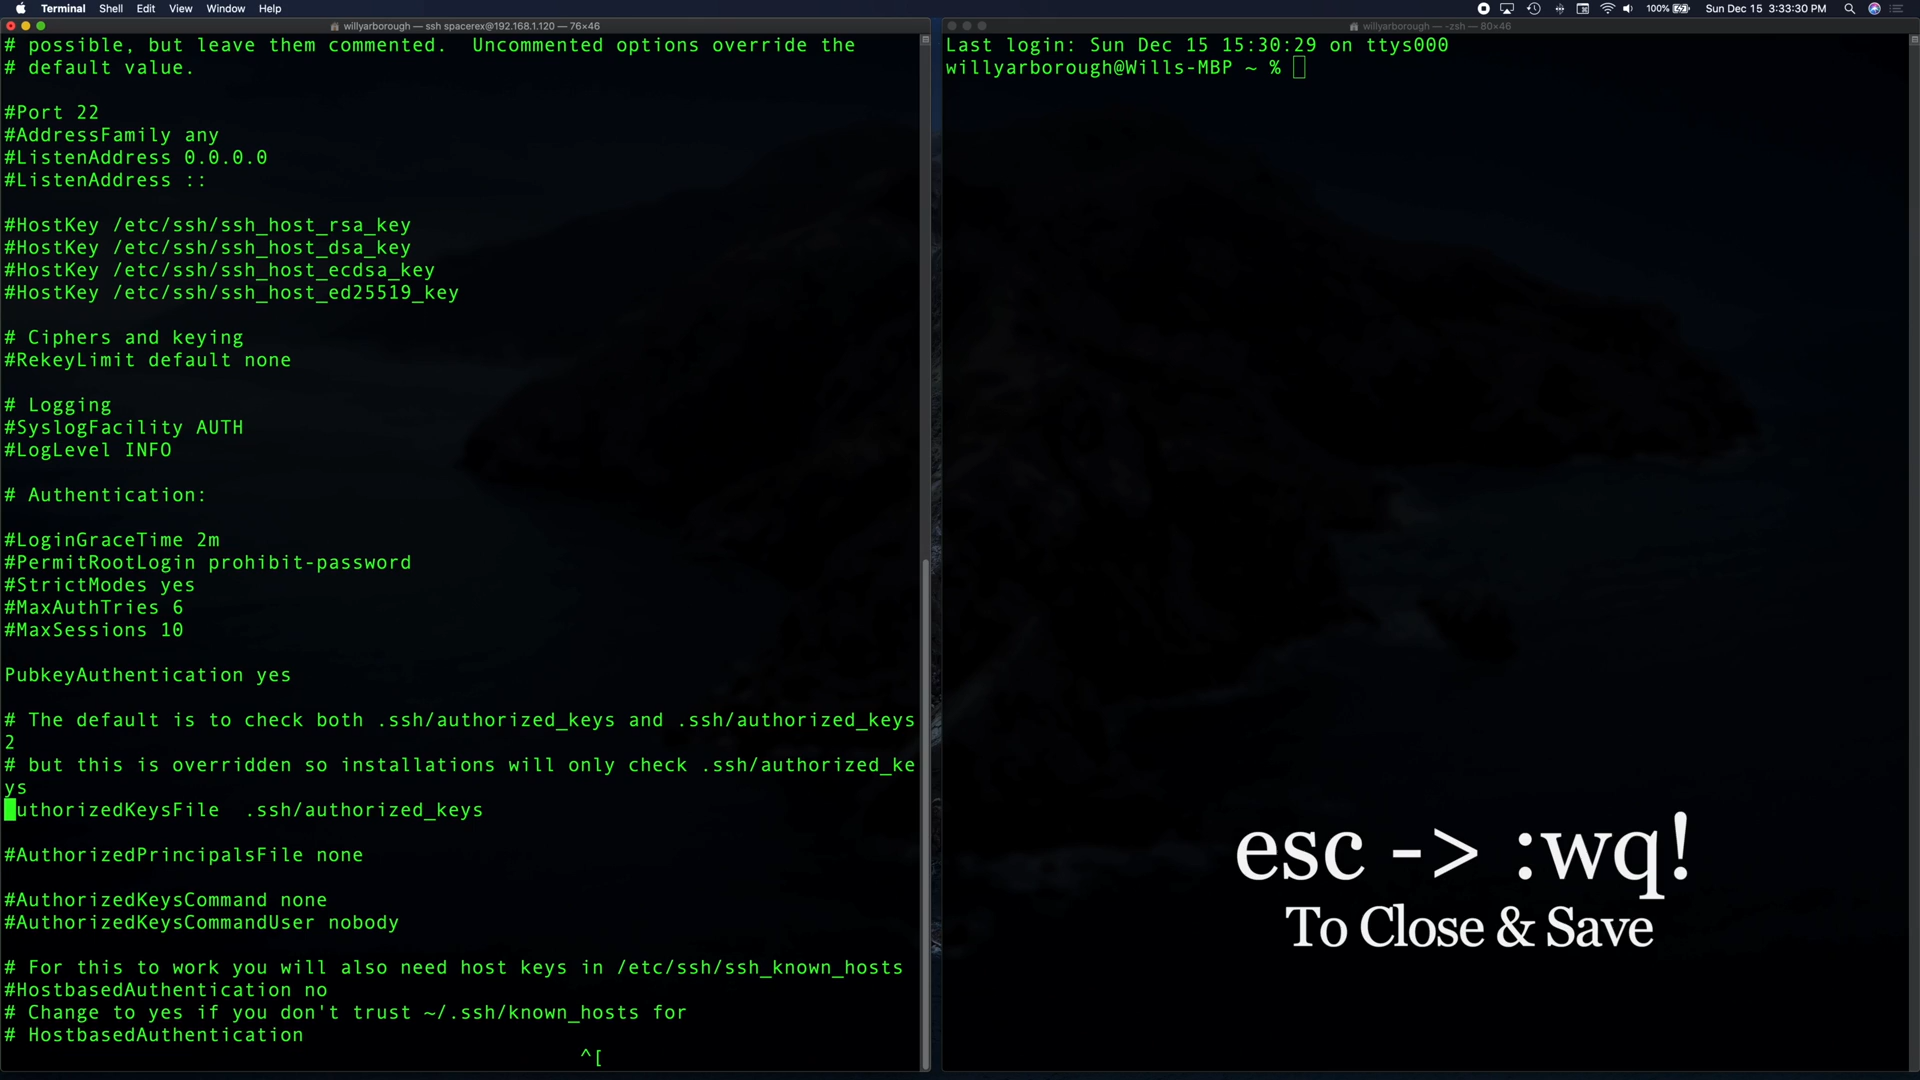 Terminal Shell Edit View Window Help
100% Sun Dec 15 3:33:30 PM
willyarborough — ssh spacerex@192.168.1.120 — 76×46
# possible, but leave them commented.  Uncommented options override the
# default value.
#Port 22
#AddressFamily any
#ListenAddress 0.0.0.0
#ListenAddress ::
#HostKey /etc/ssh/ssh_host_rsa_key
#HostKey /etc/ssh/ssh_host_dsa_key
#HostKey /etc/ssh/ssh_host_ecdsa_key
#HostKey /etc/ssh/ssh_host_ed25519_key
# Ciphers and keying
#RekeyLimit default none
# Logging
#SyslogFacility AUTH
#LogLevel INFO
# Authentication:
#LoginGraceTime 2m
#PermitRootLogin prohibit-password
#StrictModes yes
#MaxAuthTries 6
#MaxSessions 10
PubkeyAuthentication yes
# The default is to check both .ssh/authorized_keys and .ssh/authorized_keys
2
# but this is overridden so installations will only check .ssh/authorized_ke
ys
uthorizedKeysFile  .ssh/authorized_keys
#AuthorizedPrincipalsFile none
#AuthorizedKeysCommand none
#AuthorizedKeysCommandUser nobody
# For this to work you will also need host keys in /etc/ssh/ssh_known_hosts
#HostbasedAuthentication no
# Change to yes if you don't trust ~/.ssh/known_hosts for
# HostbasedAuthentication
^[
willyarborough — -zsh — 80×46
Last login: Sun Dec 15 15:30:29 on ttys000
willyarborough@Wills-MBP ~ %
esc -> :wq!
To Close & Save